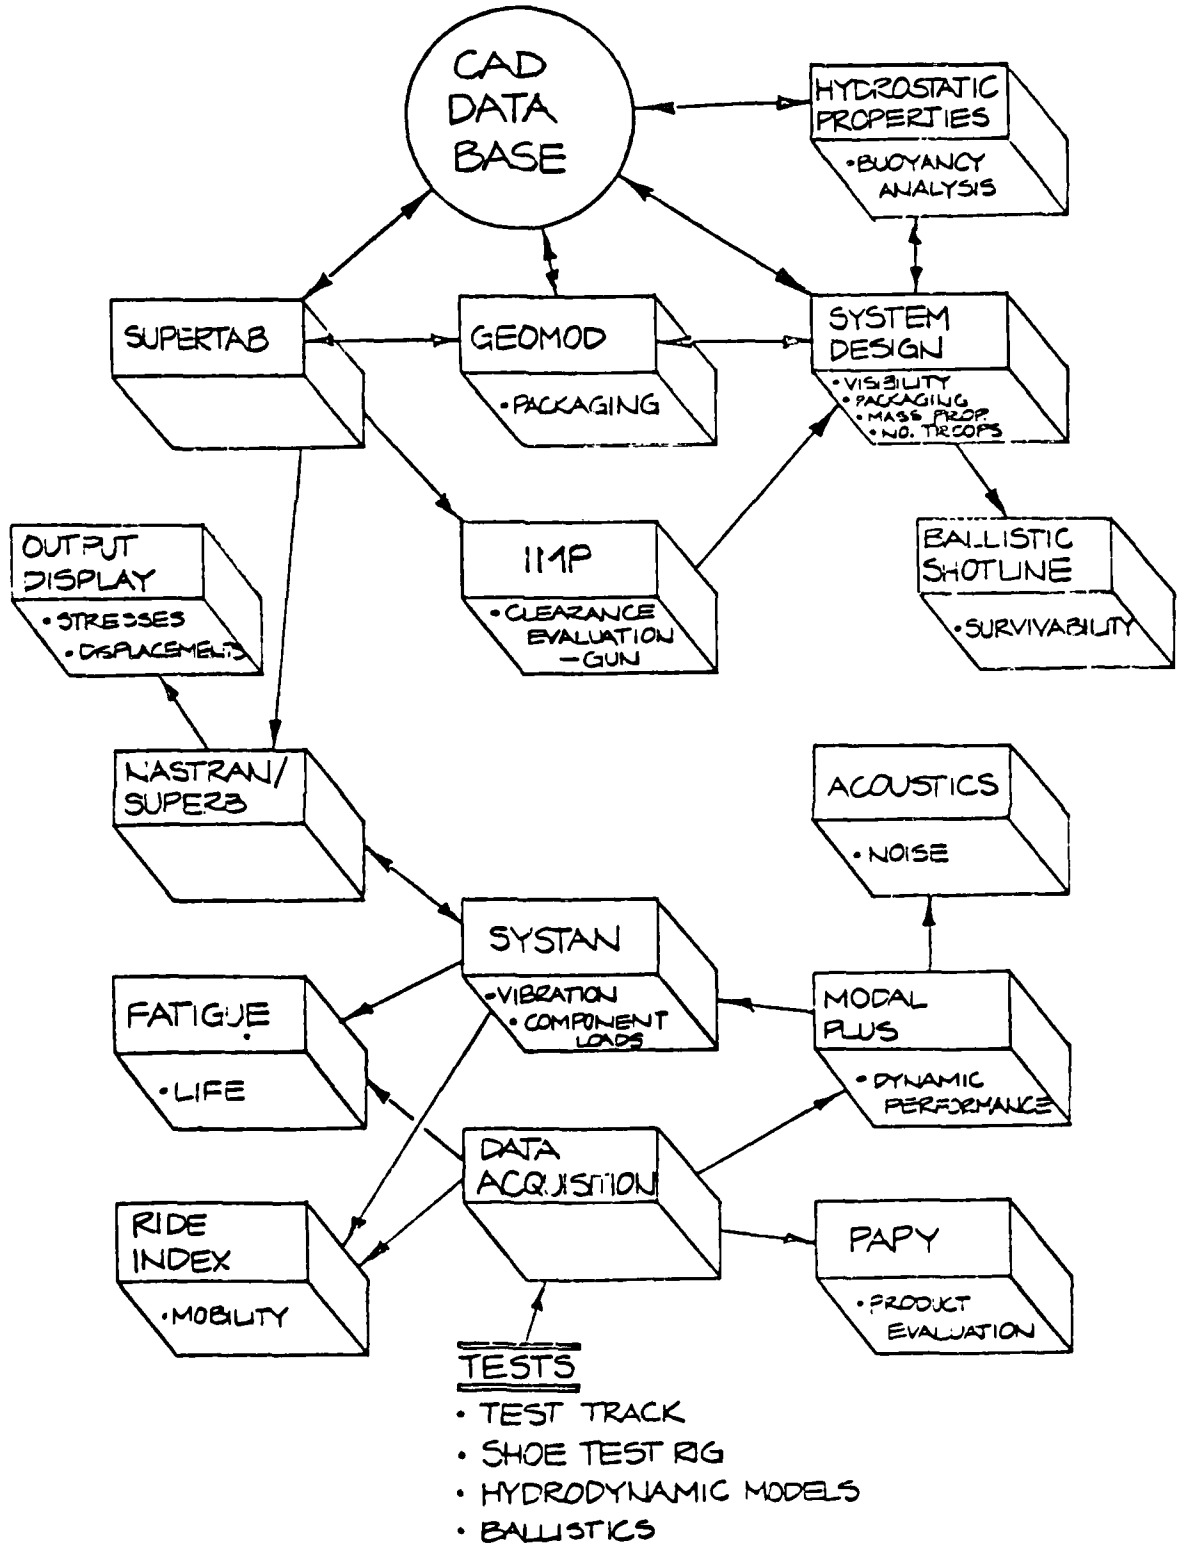 CAD
DATA
BASE
HYDROSTATIC
PROPERTIES
• BUOYANCY
ANALYSIS
SUPERTAB
GEOMOD
• PACKAGING
SYSTEM
DESIGN
• VISIBILITY
• PACKAGING
• MASS PROP.
• NO. TROOPS
OUTPUT
DISPLAY
• STRESSES
• DISPLACEMENTS
IMP
• CLEARANCE
EVALUATION
— GUN
BALLISTIC
SHOTLINE
• SURVIVABILITY
NASTRAN/
SUPERB
ACOUSTICS
• NOISE
SYSTAN
• VIBRATION
• COMPONENT
LOADS
FATIGUE
• LIFE
MODAL
PLUS
• DYNAMIC
PERFORMANCE
DATA
ACQUISITION
RIDE
INDEX
• MOBILITY
PAPY
• PRODUCT
EVALUATION
TESTS
• TEST TRACK
• SHOE TEST RIG
• HYDRODYNAMIC MODELS
• BALLISTICS